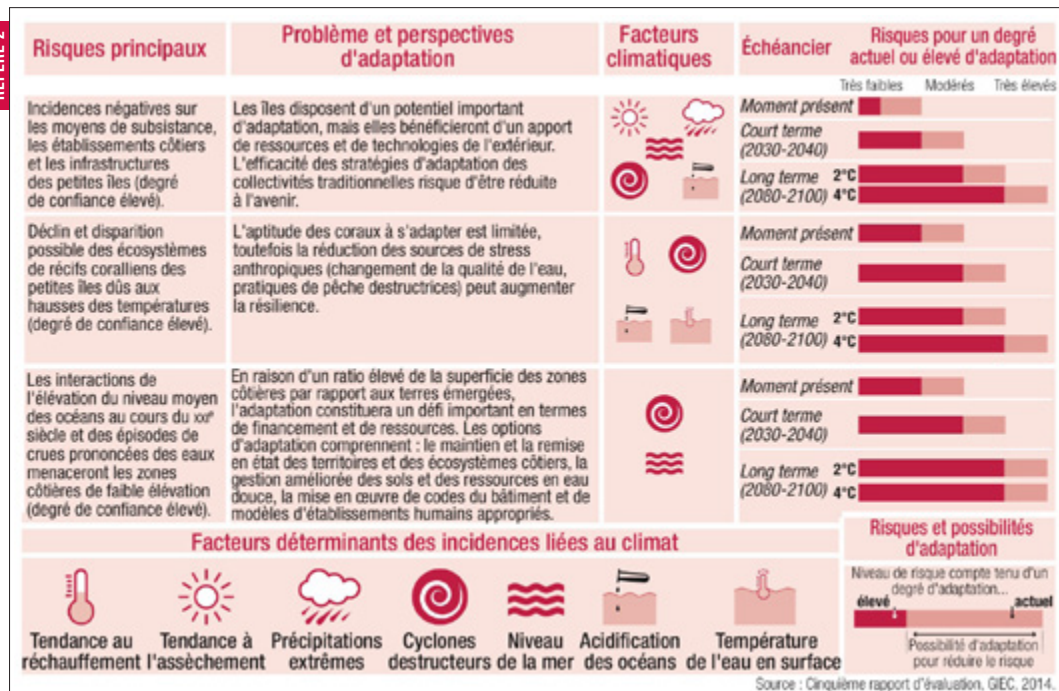 REPÈRE 2
Risques principaux
Problème et perspectives
d'adaptation
Facteurs
climatiques
Échéancier
Risques pour un degré
actuel ou élevé d'adaptation
Très faibles Modérés Très élevés
Incidences négatives sur
les moyens de subsistance,
les établissements côtiers
et les infrastructures
des petites îles (degré
de confiance élevé).
Les îles disposent d'un potentiel important
d'adaptation, mais elles bénéficieront d'un apport
de ressources et de technologies de l'extérieur.
L'efficacité des stratégies d'adaptation des
collectivités traditionnelles risque d'être réduite
à l'avenir.
Moment présent
Court terme
(2030-2040)
Long terme 2°C
(2080-2100) 4°C
Déclin et disparition
possible des écosystèmes
de récifs coralliens des
petites îles dûs aux
hausses des températures
(degré de confiance élevé).
L'aptitude des coraux à s'adapter est limitée,
toutefois la réduction des sources de stress
anthropiques (changement de la qualité de l'eau,
pratiques de pêche destructrices) peut augmenter
la résilience.
Moment présent
Court terme
(2030-2040)
Long terme 2°C
(2080-2100) 4°C
Les interactions de
l'élévation du niveau moyen
des océans au cours du XXIe
siècle et des épisodes de
crues prononcées des eaux
menaceront les zones
côtières de faible élévation
(degré de confiance élevé).
En raison d'un ratio élevé de la superficie des zones
côtières par rapport aux terres émergées,
l'adaptation constituera un défi important en termes
de financement et de ressources. Les options
d'adaptation comprennent : le maintien et la remise
en état des territoires et des écosystèmes côtiers, la
gestion améliorée des sols et des ressources en eau
douce, la mise en œuvre de codes du bâtiment et de
modèles d'établissements humains appropriés.
Moment présent
Court terme
(2030-2040)
Long terme 2°C
(2080-2100) 4°C
Facteurs déterminants des incidences liées au climat
Tendance au
réchauffement
Tendance à
l'assèchement
Précipitations
extrêmes
Cyclones
destructeurs
Niveau
de la mer
Acidification
des océans
Température
de l'eau en surface
Risques et possibilités
d'adaptation
Niveau de risque compte tenu d'un
degré d'adaptation...
élevé actuel
Possibilité d'adaptation
pour réduire le risque
Source : Cinquième rapport d'évaluation, GIEC, 2014.